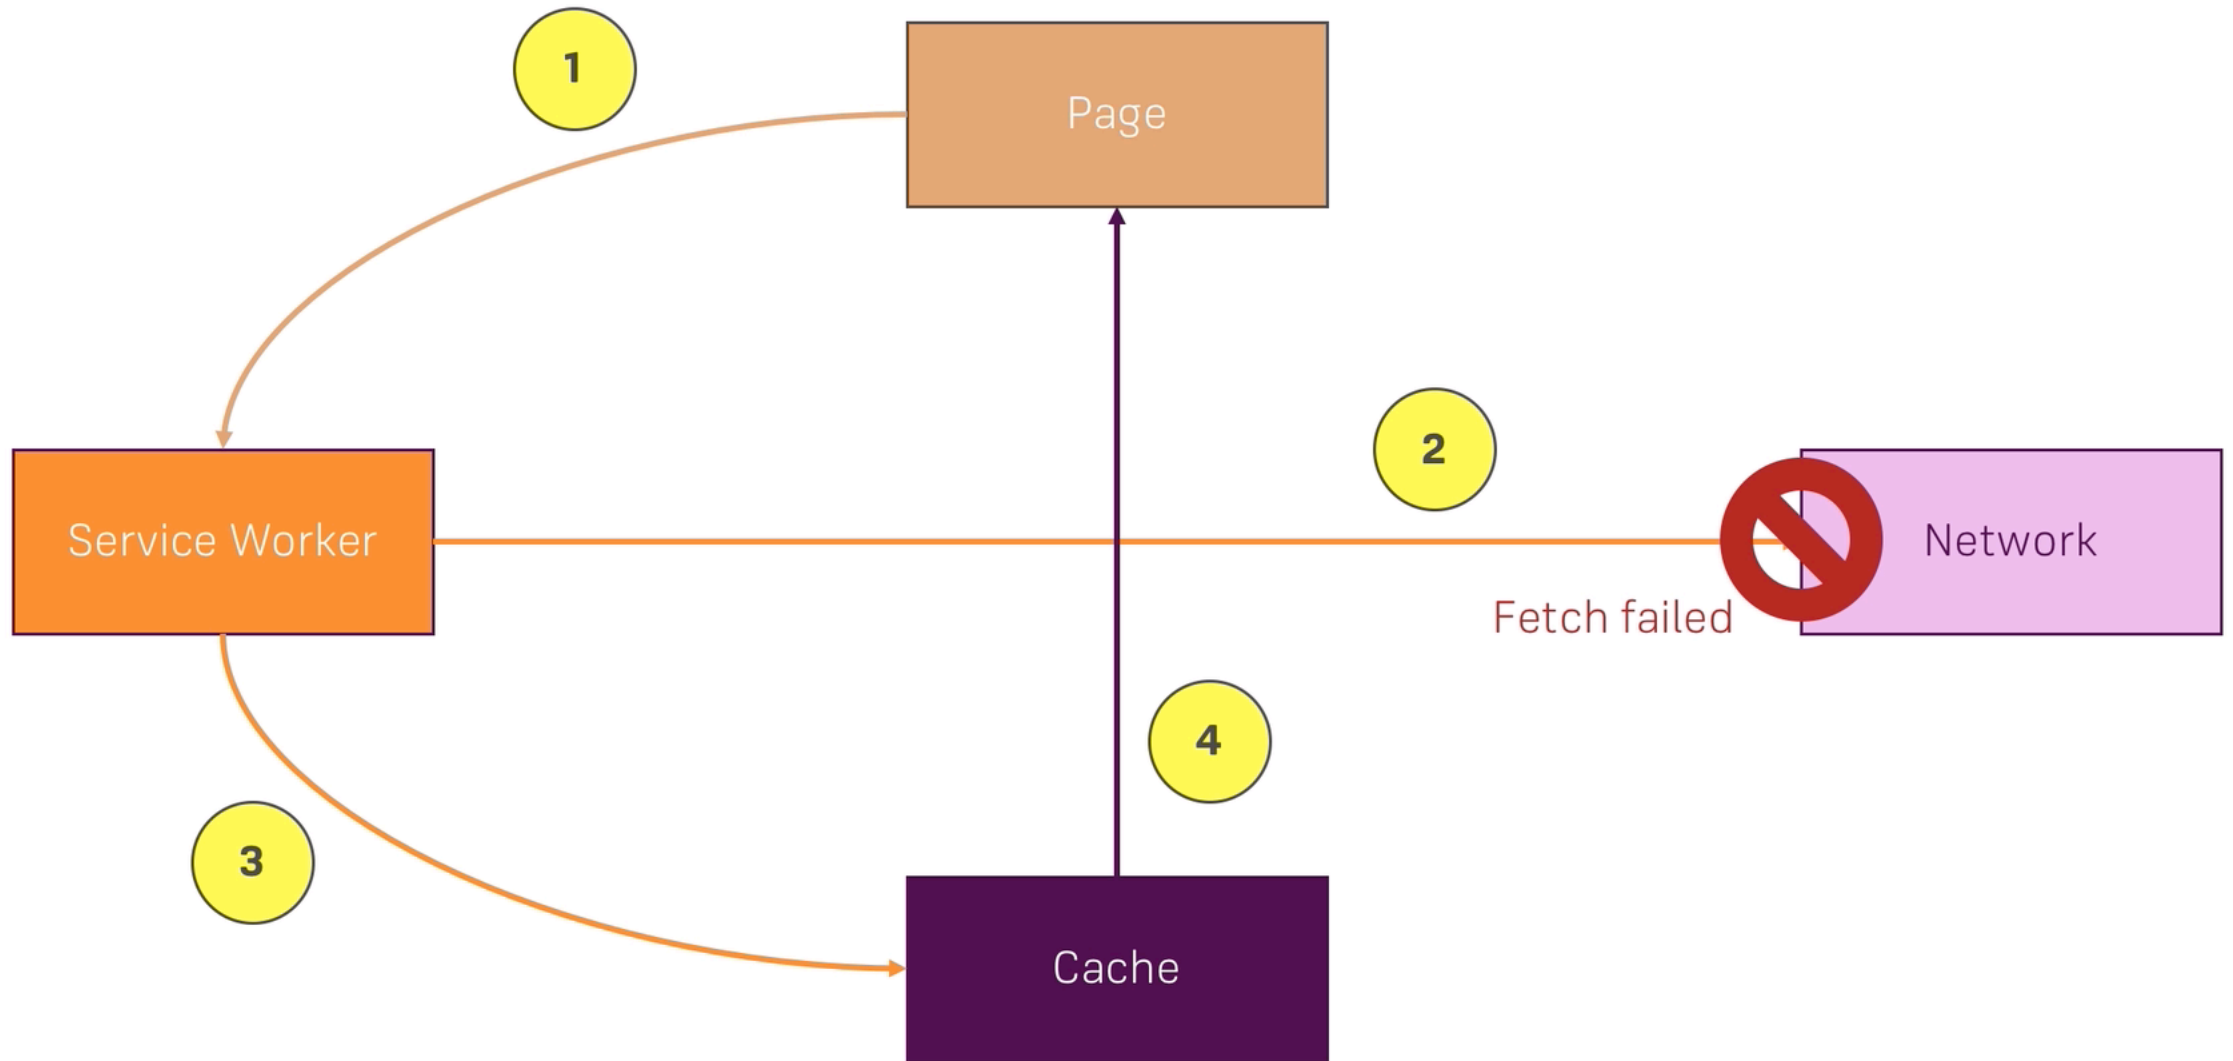 1
Page
2
Service Worker
Network
Fetch failed
4
3
Cache